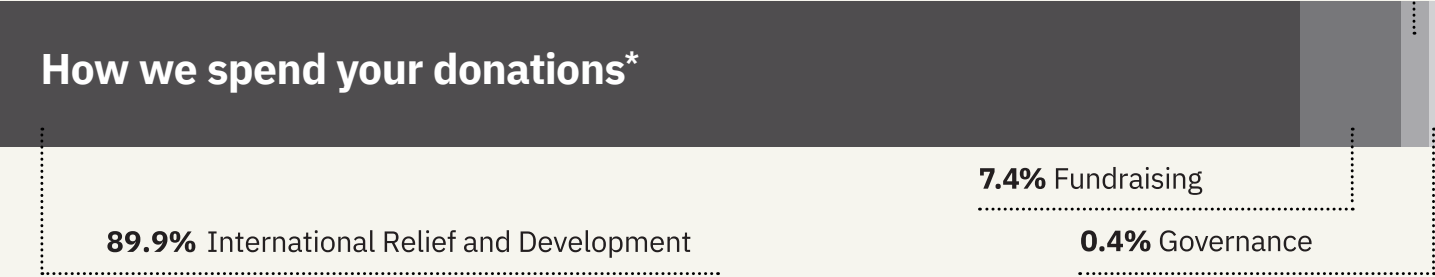 How we spend your donations*
7.4% Fundraising
89.9% International Relief and Development
0.4% Governance